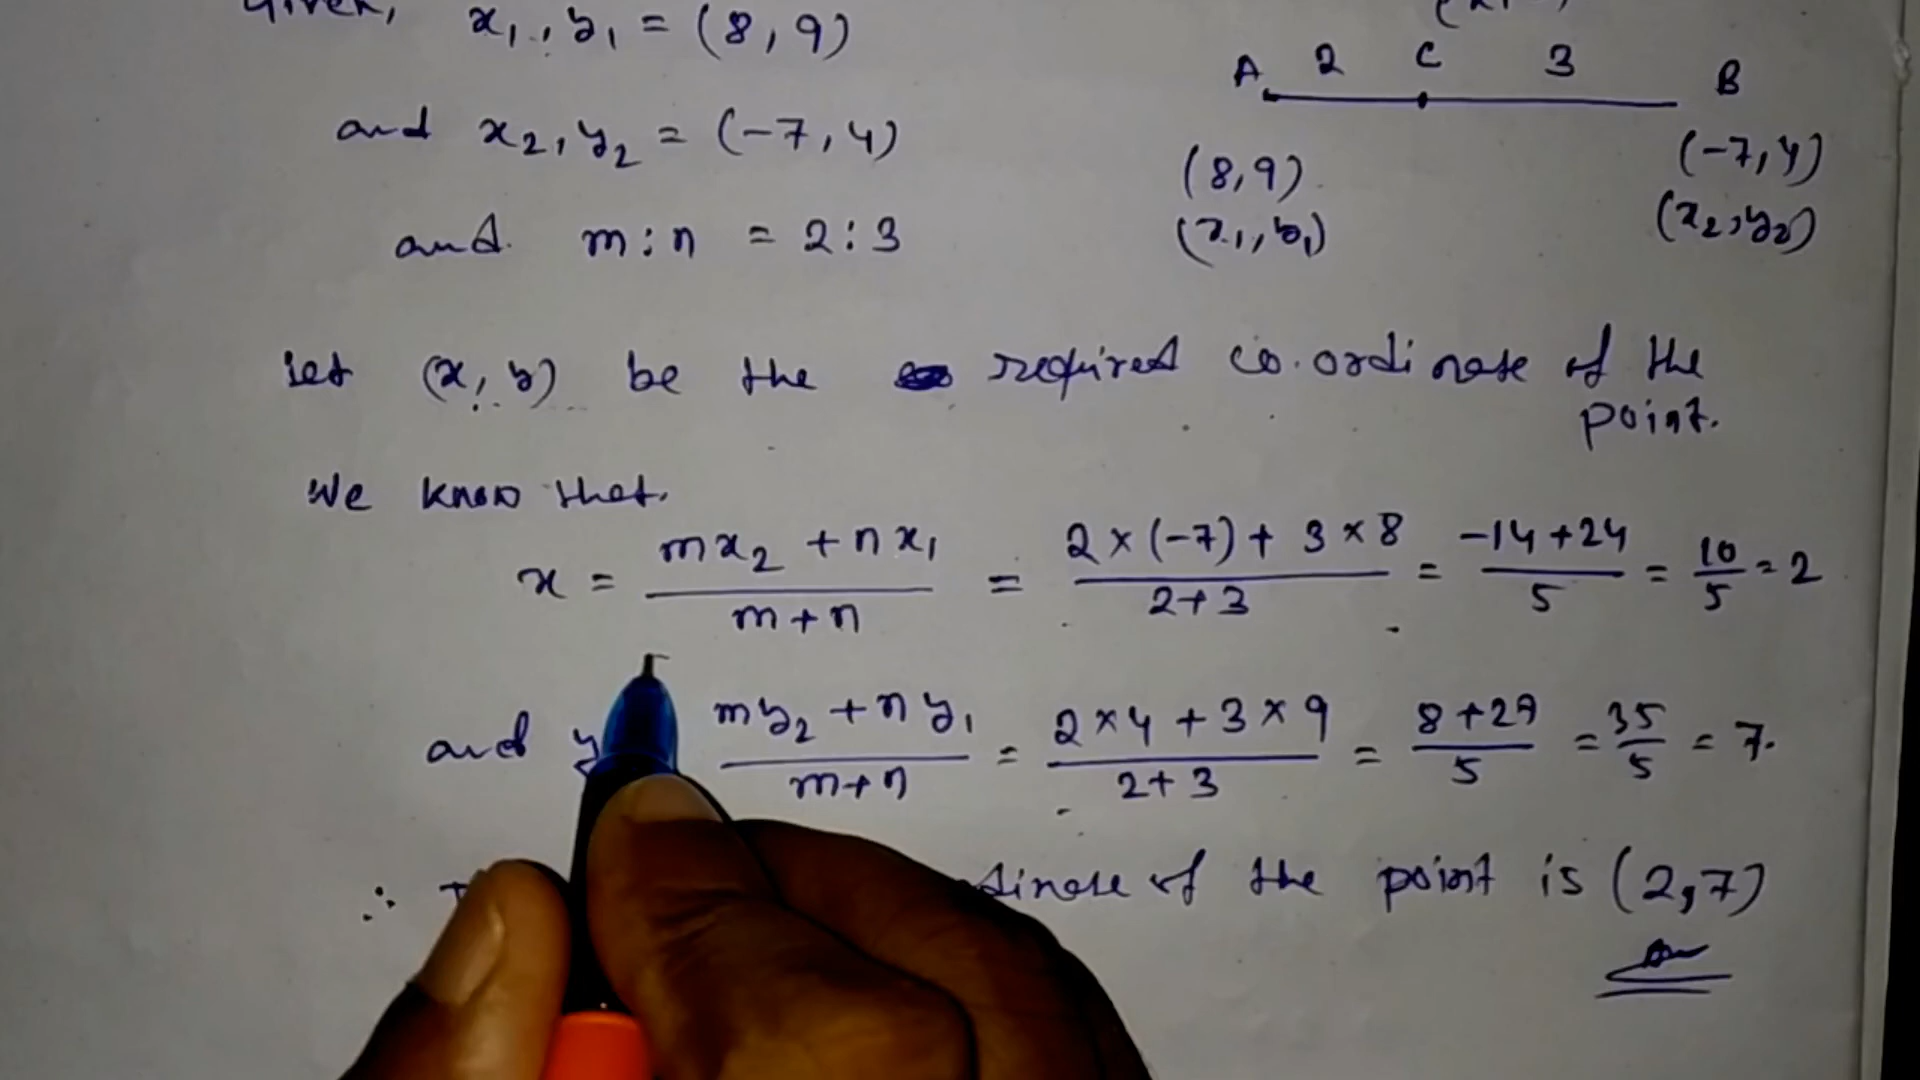 Given, x₁, y₁ = (8, 9)
A 2 C 3 B
and x₂, y₂ = (-7, 4)
(8, 9) (-7, 4)
(x₁, y₁) (x₂, y₂)
and m : n = 2 : 3
Let (x, y) be the required co.ordinate of the
point.
We know that.
x = (mx₂ + nx₁)/(m + n) = (2 × (-7) + 3 × 8)/(2 + 3) = (-14 + 24)/5 = 10/5 = 2
and y (my₂ + ny₁)/(m + n) = (2 × 4 + 3 × 9)/(2 + 3) = (8 + 27)/5 = 35/5 = 7.
∴ of the point is (2, 7)